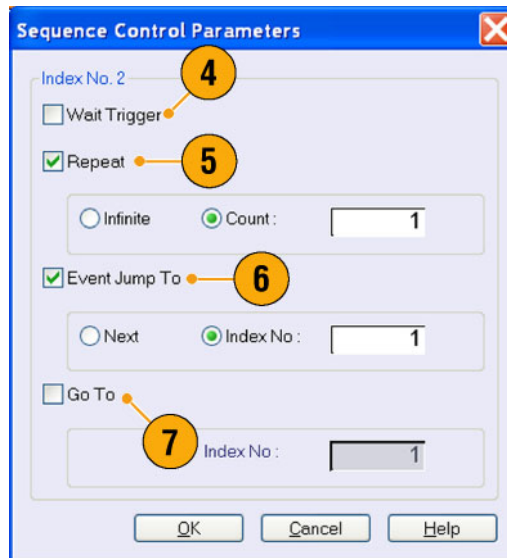 Sequence Control Parameters
Index No. 2
4
Wait Trigger
Repeat
5
Infinite
Count :
1
Event Jump To
6
Next
Index No :
1
Go To
7
Index No :
1
OK
Cancel
Help